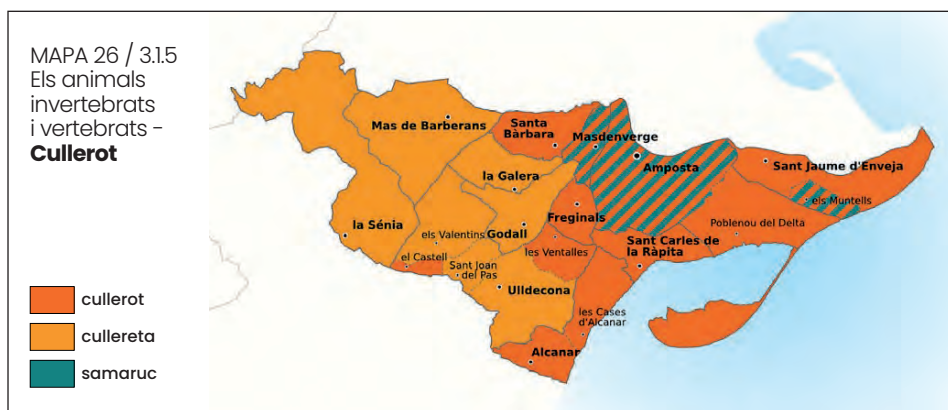 MAPA 26 / 3.1.5
Els animals
invertebrats
i vertebrats -
Cullerot
cullerot
cullereta
samaruc
Mas de Barberans
Santa
Bàrbara
Masdenverge
Amposta
Sant Jaume d'Enveja
els Muntells
la Galera
Freginals
Poblenou del Delta
la Sénia
els Valentins
Godall
les Ventalles
Sant Carles de
la Ràpita
el Castell
Sant Joan
del Pas
Ulldecona
les Cases
d'Alcanar
Alcanar